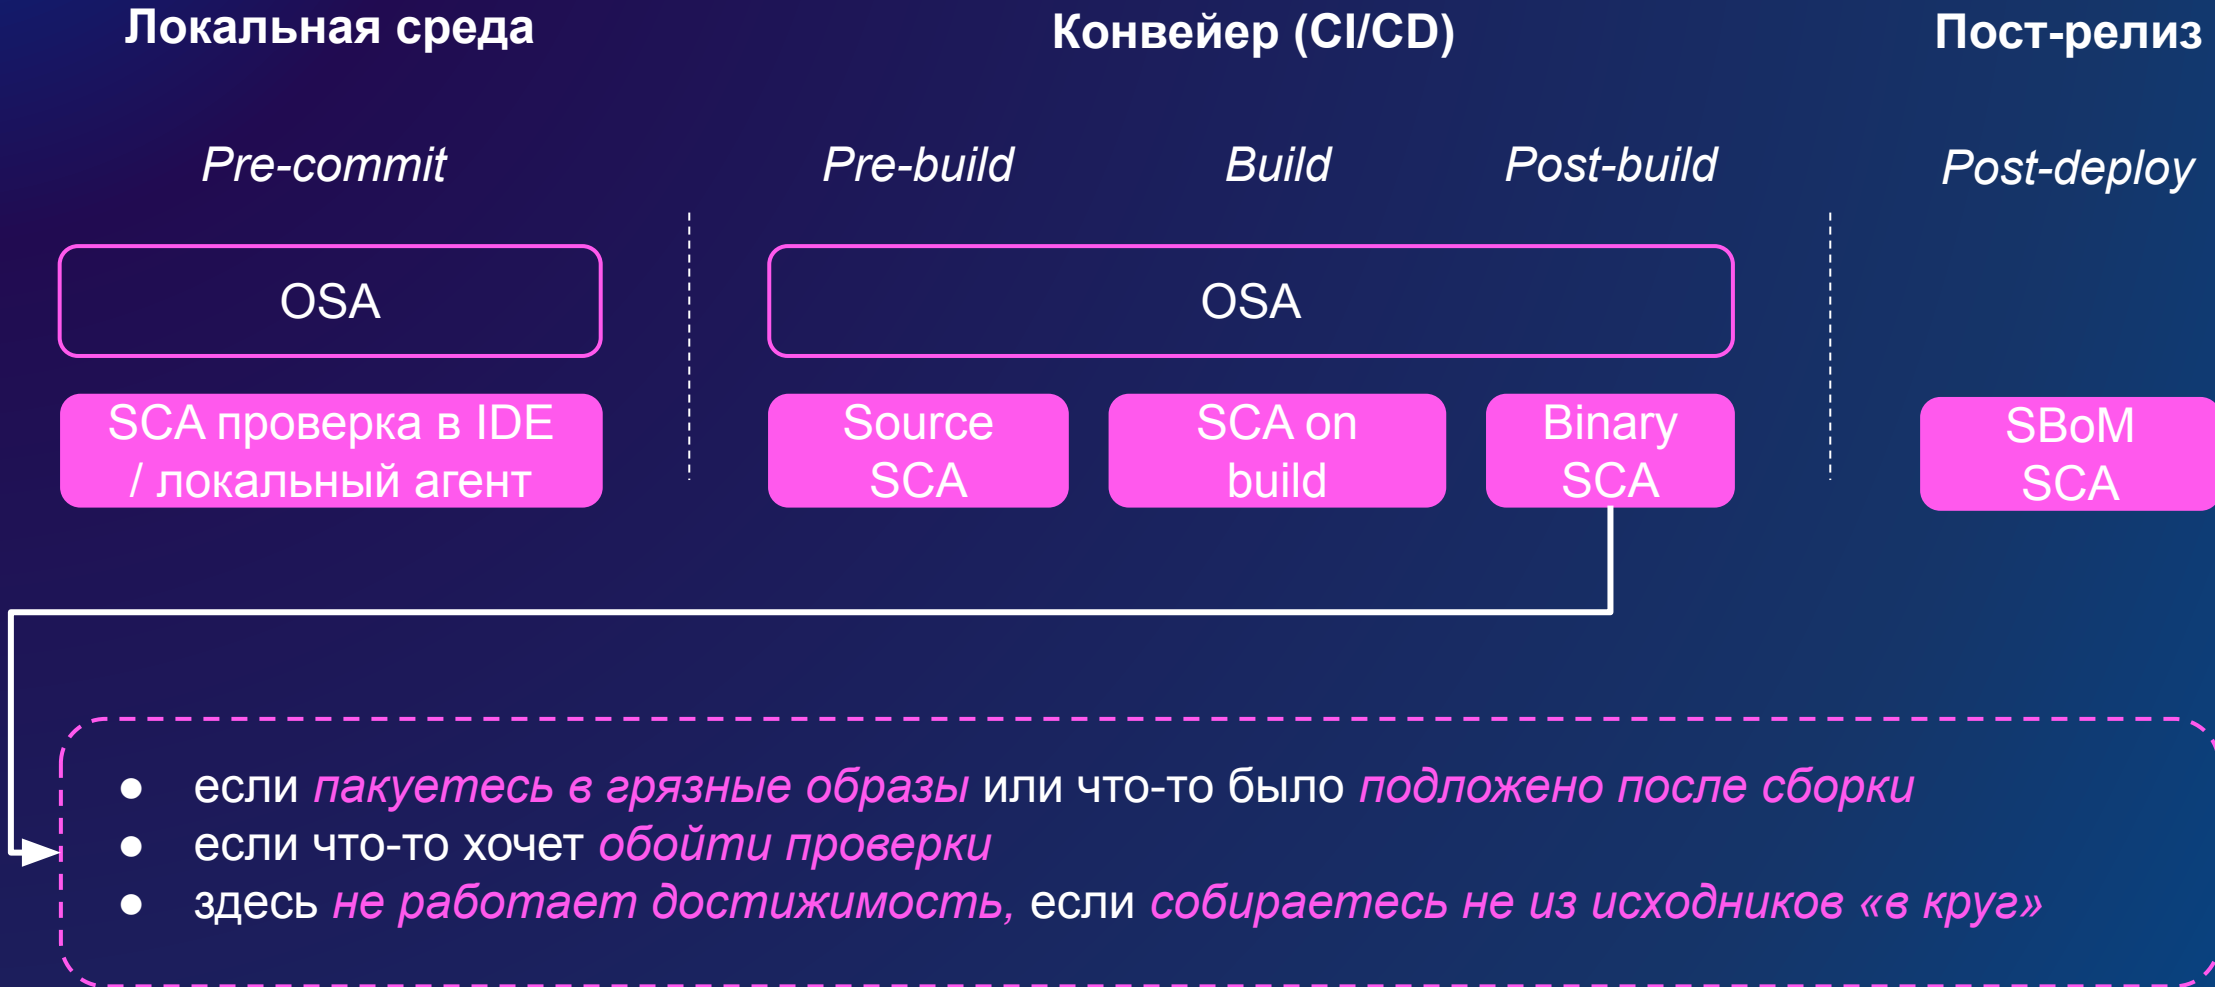 Локальная среда
Конвейер (CI/CD)
Пост-релиз
Pre-commit
Pre-build
Build
Post-build
Post-deploy
OSA
OSA
SCA проверка в IDE
/ локальный агент
Source
SCA
SCA on
build
Binary
SCA
SBoM
SCA
● если пакуетесь в грязные образы или что-то было подложено после сборки
● если что-то хочет обойти проверки
● здесь не работает достижимость, если собираетесь не из исходников «в круг»